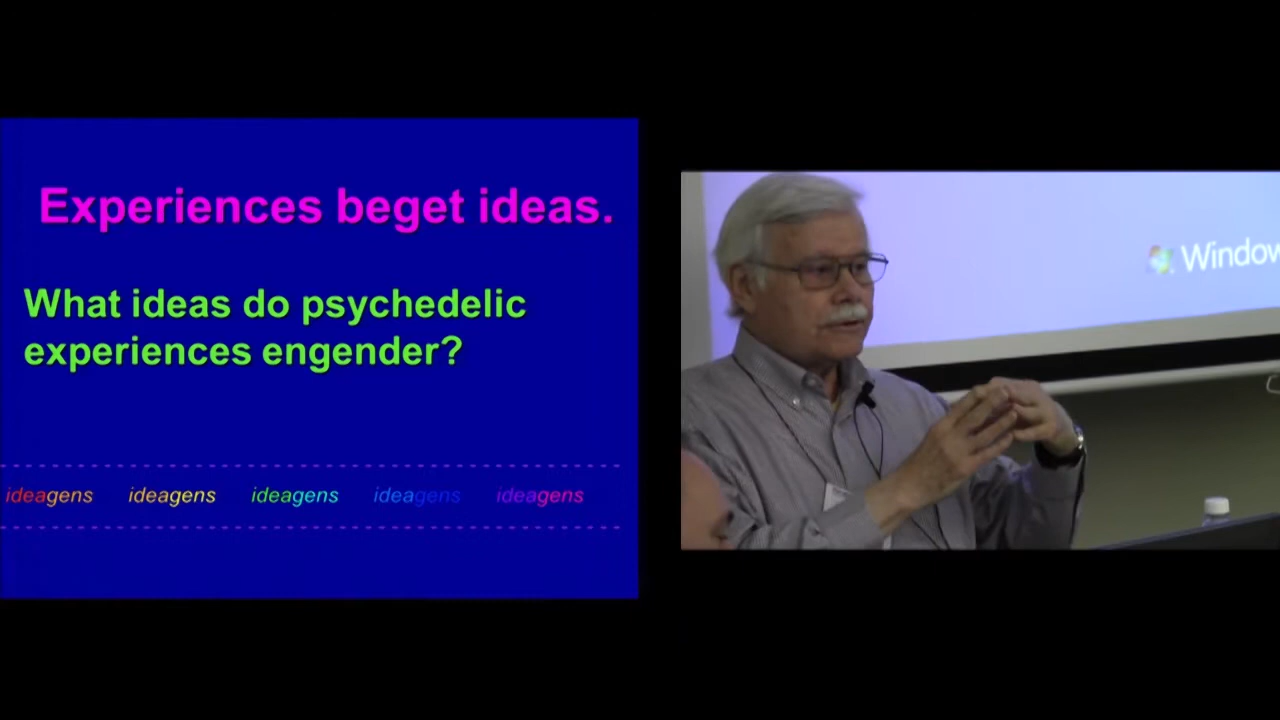 Experiences beget ideas.
What ideas do psychedelic
experiences engender?
ideagens ideagens ideagens ideagens ideagens
Window